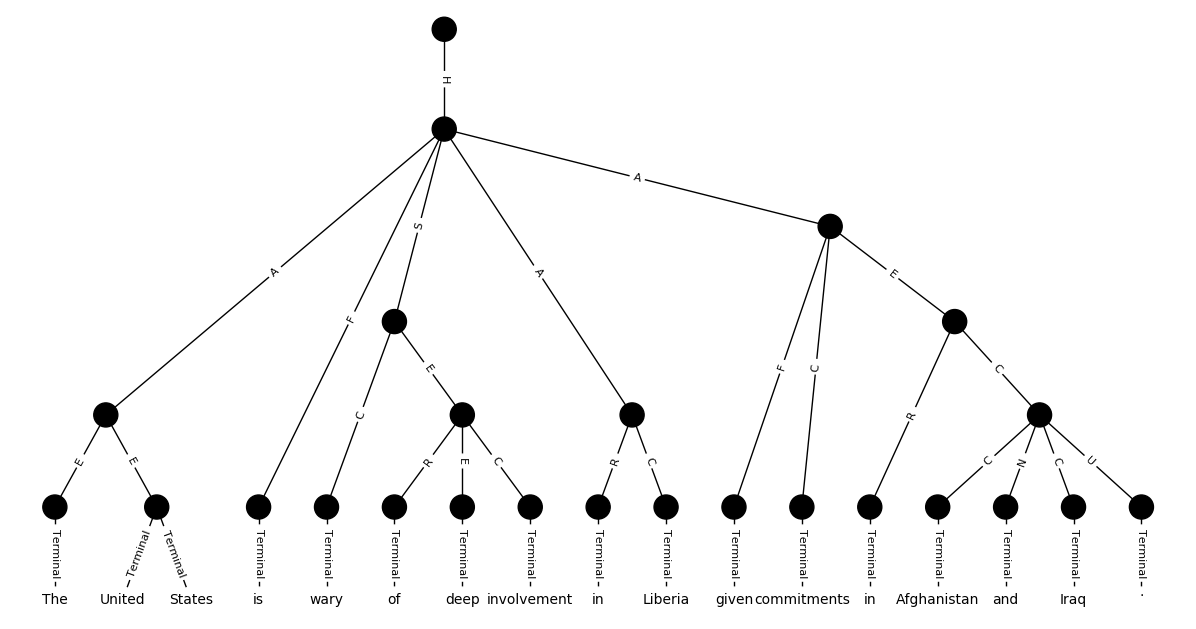 H
A
A
S
E
A
F
E
F
C
C
C
R
E
E
R
E
C
R
C
C
N
C
U
Terminal Terminal Terminal Terminal Terminal Terminal Terminal Terminal Terminal Terminal Terminal Terminal Terminal Terminal Terminal Terminal Terminal
The United States is wary of deep involvement in Liberia given commitments in Afghanistan and Iraq .